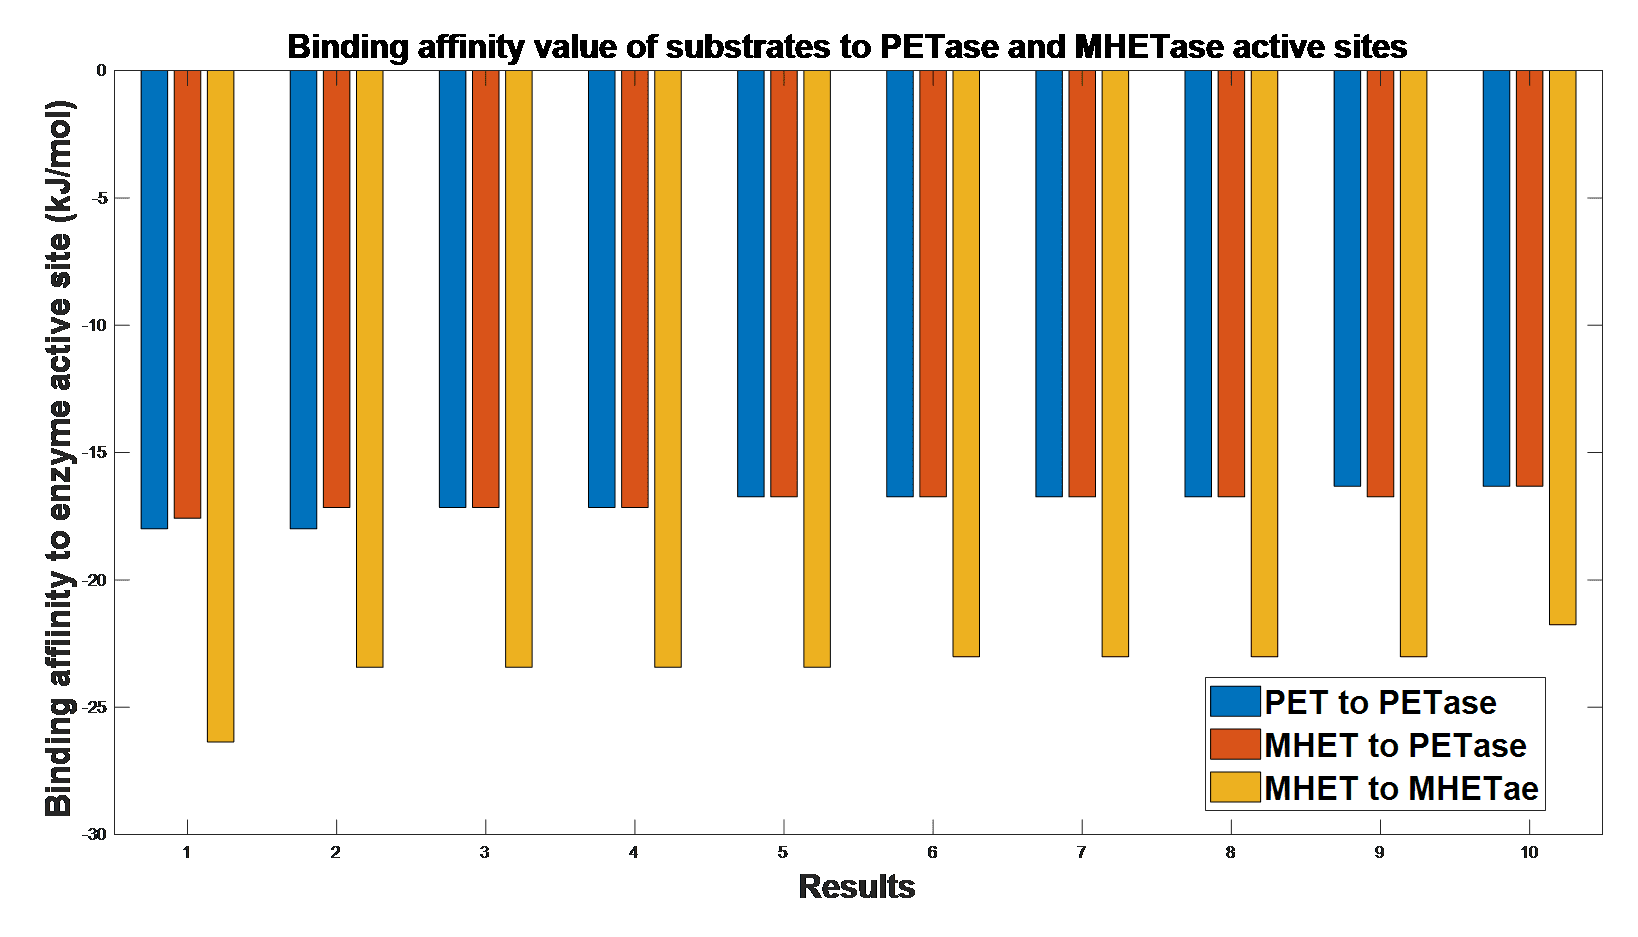 Binding affinity value of substrates to PETase and MHETase active sites
Binding affiinity to enzyme active site (kJ/mol)
0
-5
-10
-15
-20
-25
-30
1 2 3 4 5 6 7 8 9 10
Results
PET to PETase
MHET to PETase
MHET to MHETae